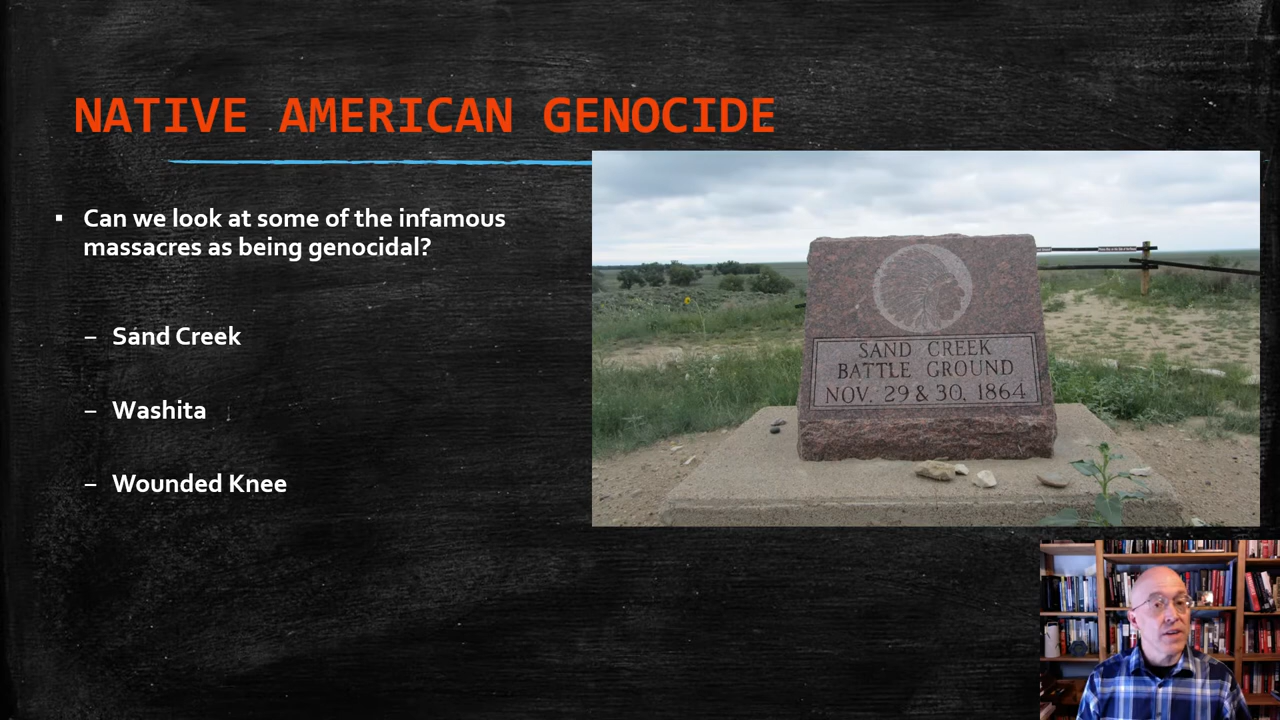 NATIVE AMERICAN GENOCIDE
▪ Can we look at some of the infamous
massacres as being genocidal?
– Sand Creek
– Washita
– Wounded Knee
SAND CREEK
BATTLE GROUND
NOV. 29 & 30, 1864